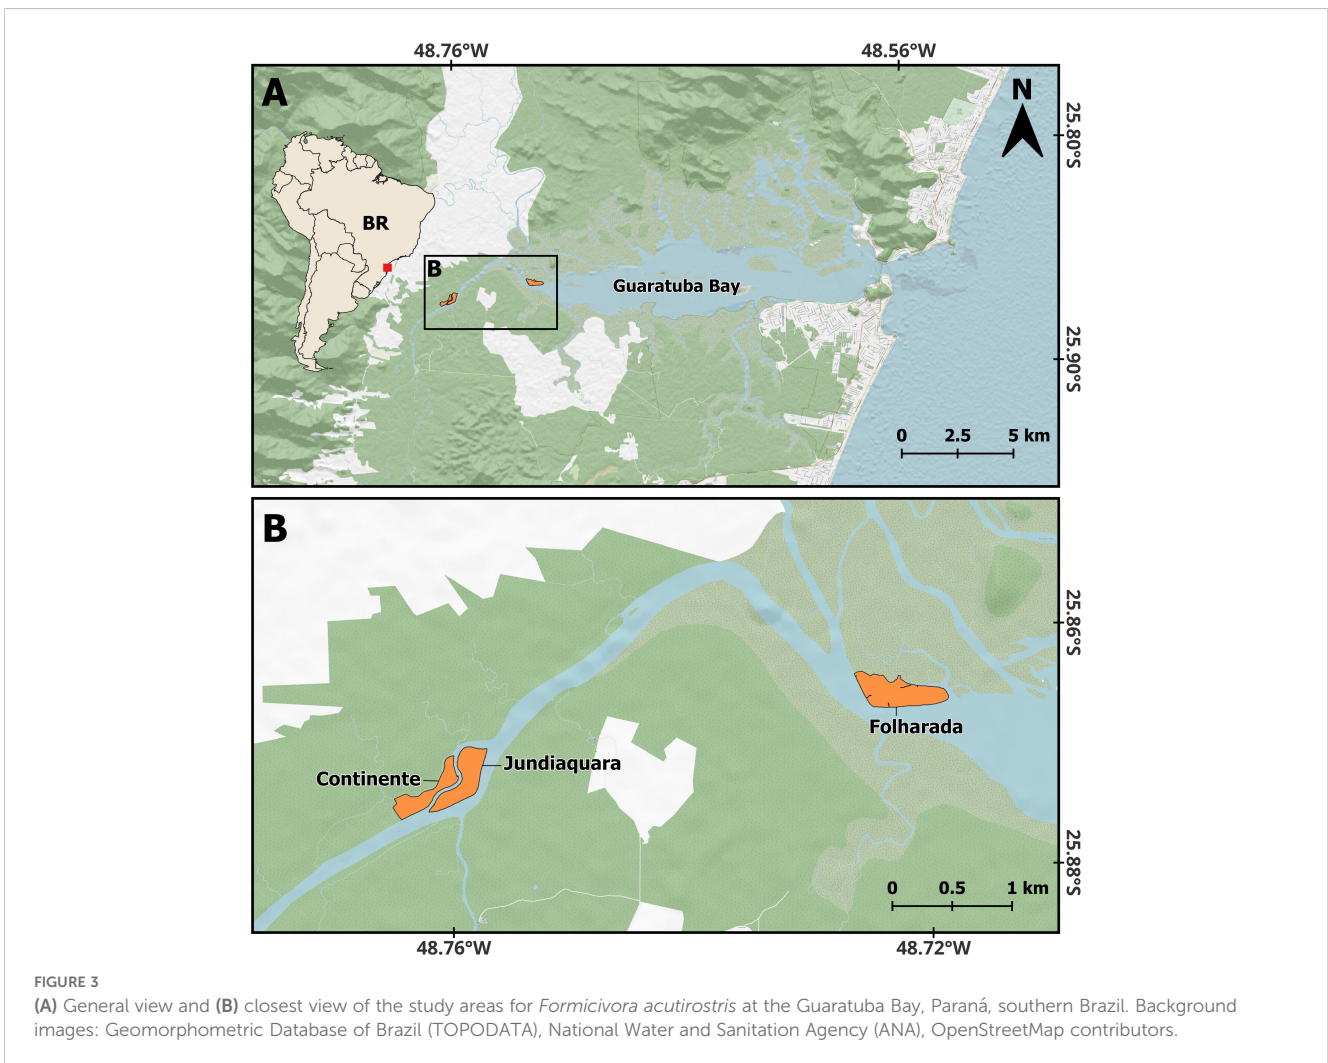 48.76°W 48.56°W
A
N
25.80°S
BR
B
Guaratuba Bay
25.90°S
0 2.5 5 km
B
25.86°S
Folharada
Jundiaquara
Continente
25.88°S
0 0.5 1 km
48.76°W 48.72°W
FIGURE 3
(A) General view and (B) closest view of the study areas for Formicivora acutirostris at the Guaratuba Bay, Paraná, southern Brazil. Background
images: Geomorphometric Database of Brazil (TOPODATA), National Water and Sanitation Agency (ANA), OpenStreetMap contributors.